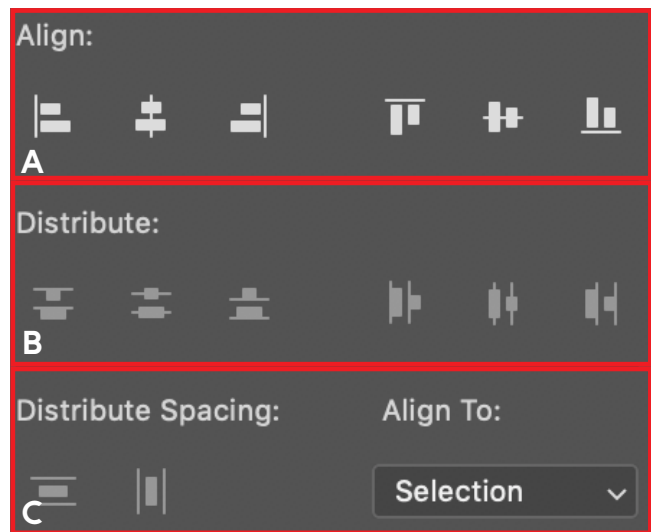 Align:
A
Distribute:
B
Distribute Spacing: Align To:
Selection
C